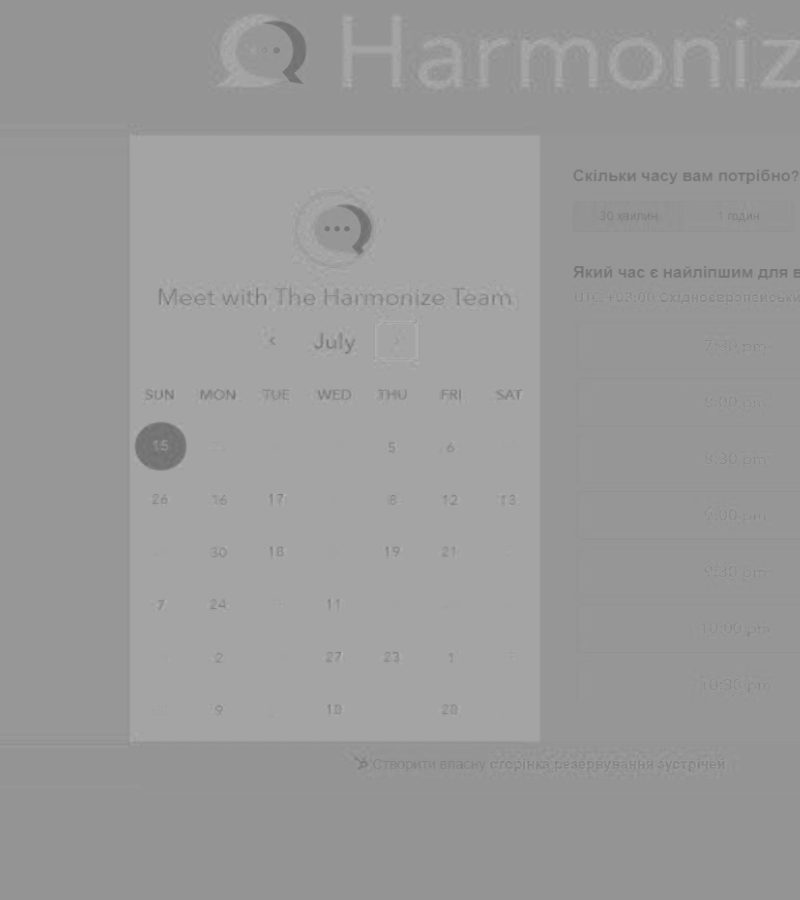 Harmoniz
Meet with The Harmonize Team
‹ July ›
SUN MON TUE WED THU FRI SAT
15 5 6
26 16 17 8 12 13
30 18 19 21
7 24 11
2 27 23 1
9 18 28
Скільки часу вам потрібно?
30 хвилин 1 годин
Який час є найліпшим для в
UTC +03:00 Східноєвропейськи
7:30 pm
8:00 pm
8:30 pm
9:00 pm
9:30 pm
10:00 pm
10:30 pm
Створити власну сторінка резервування зустрічей